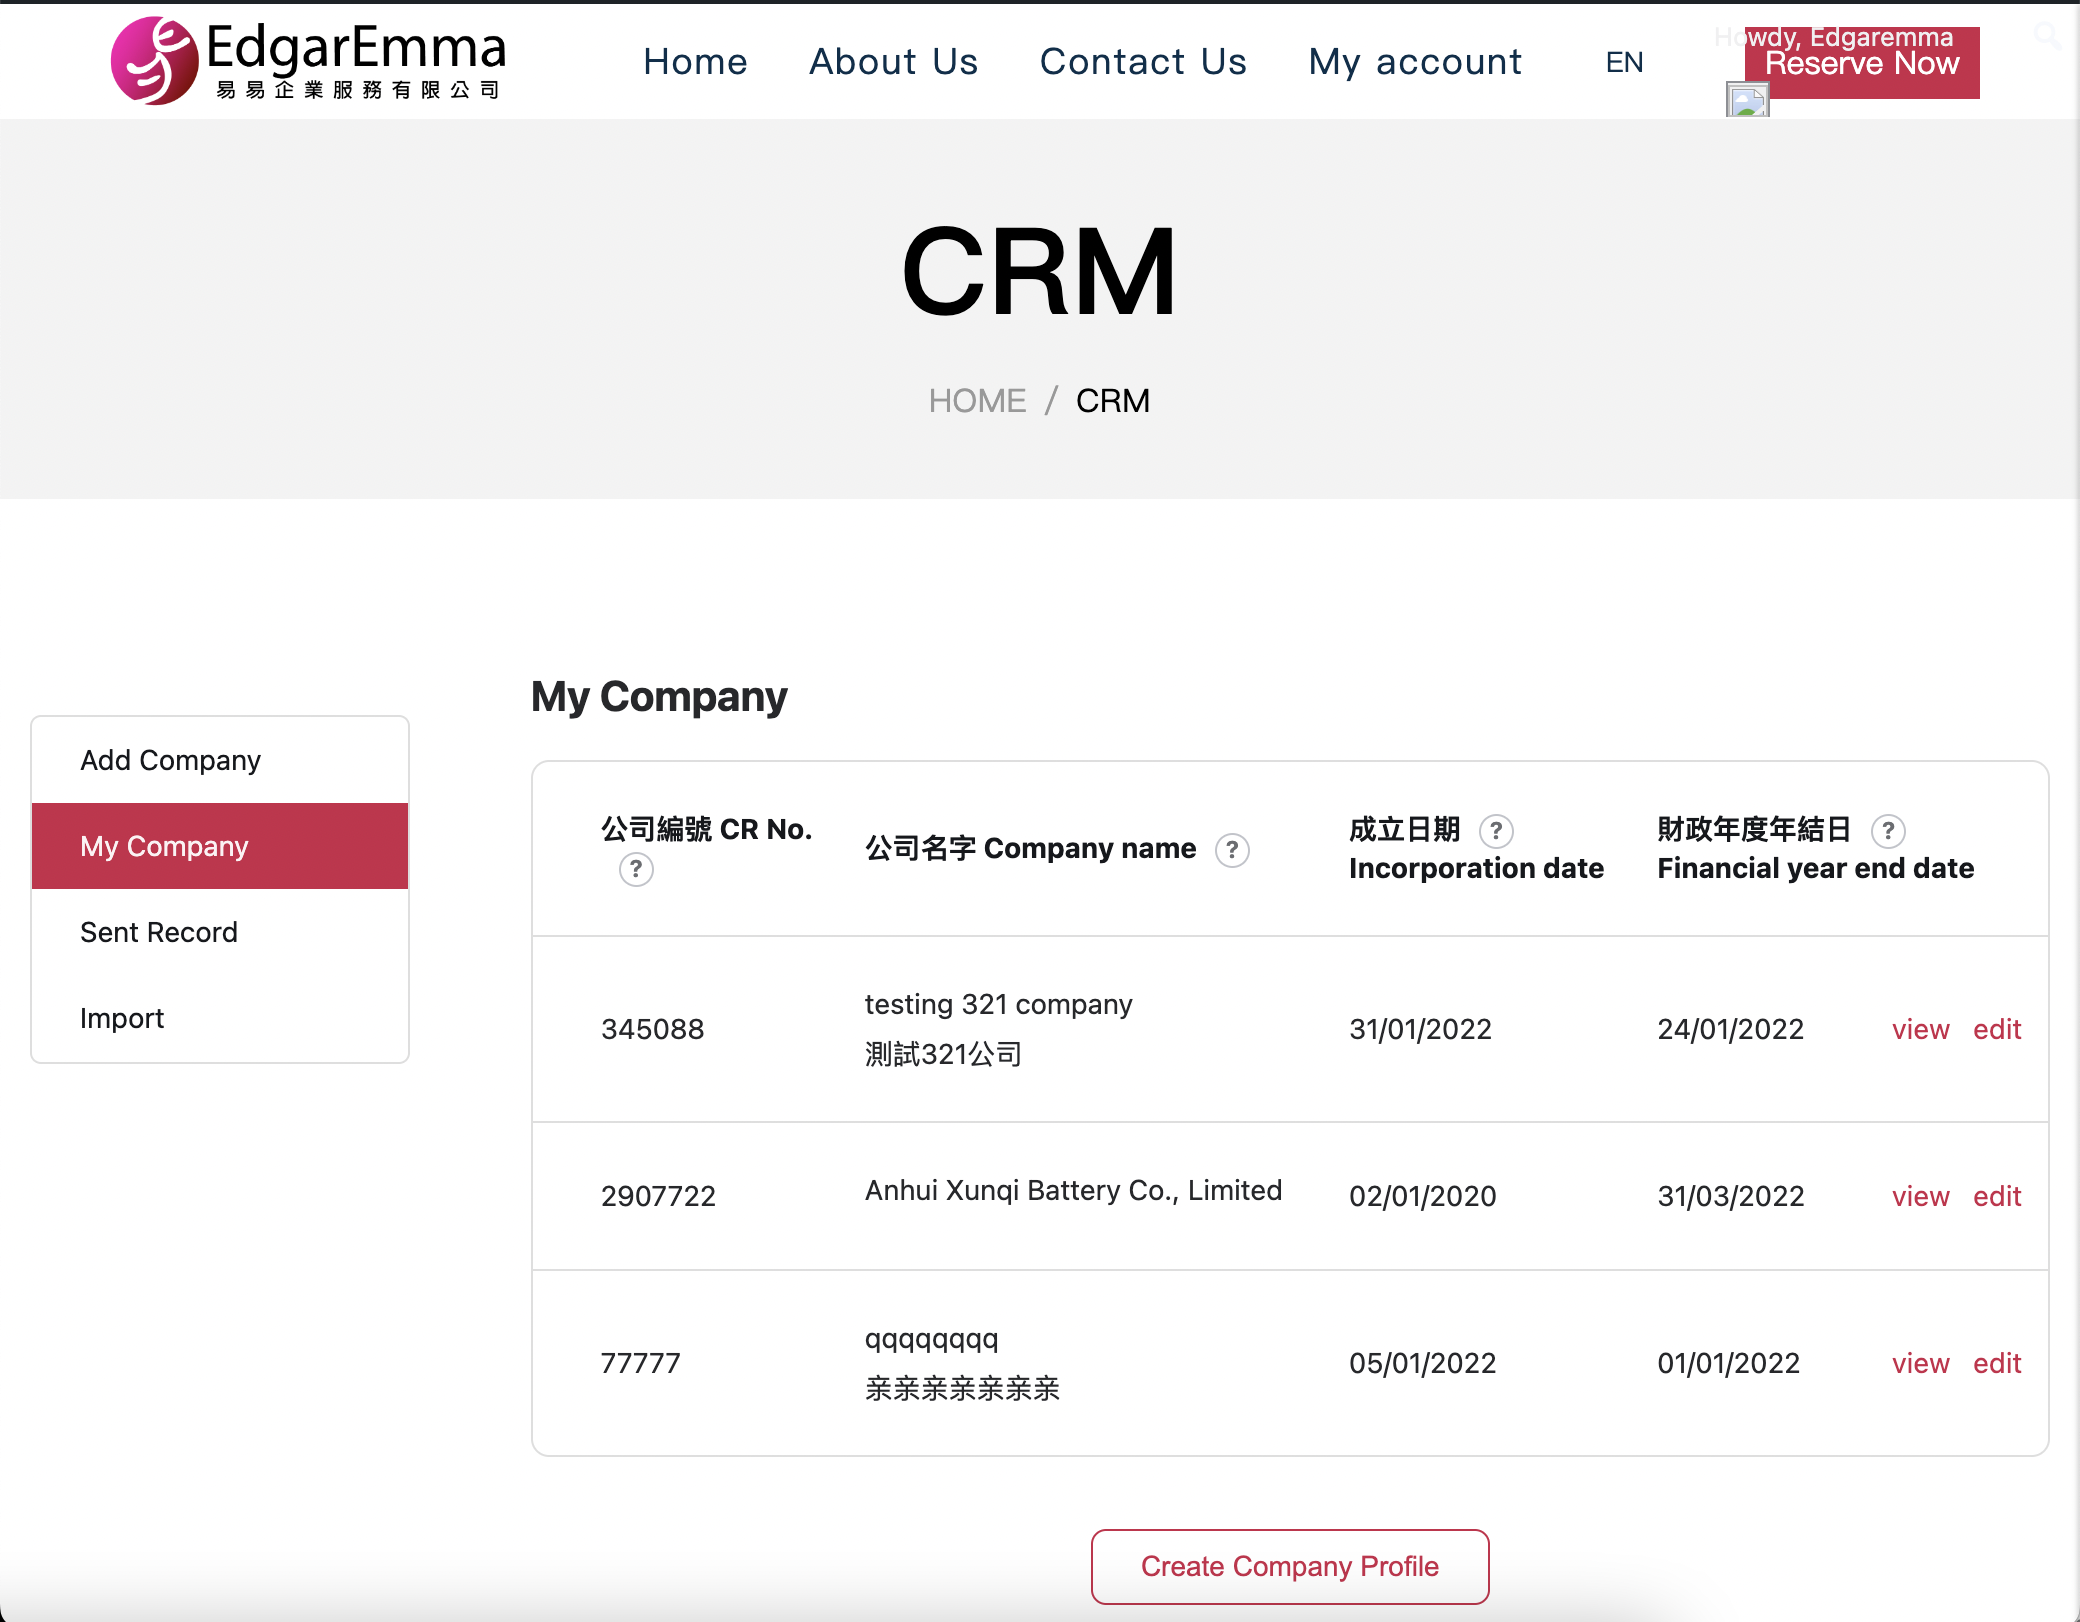 EdgarEmma
易易企業服務有限公司
Home
About Us
Contact Us
My account
EN
Howdy, Edgaremma
Reserve Now
CRM
HOME / CRM
Add Company
My Company
Sent Record
Import
My Company
公司編號 CR No. ?
公司名字 Company name ?
成立日期 ?
Incorporation date
財政年度年結日 ?
Financial year end date
345088
testing 321 company
測試321公司
31/01/2022
24/01/2022
view edit
2907722
Anhui Xunqi Battery Co., Limited
02/01/2020
31/03/2022
view edit
77777
qqqqqqqq
亲亲亲亲亲亲亲
05/01/2022
01/01/2022
view edit
Create Company Profile